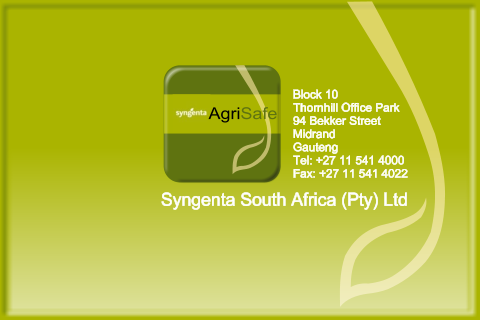 syngenta AgriSafe
Block 10
Thornhill Office Park
94 Bekker Street
Midrand
Gauteng
Tel: +27 11 541 4000
Fax: +27 11 541 4022
Syngenta South Africa (Pty) Ltd